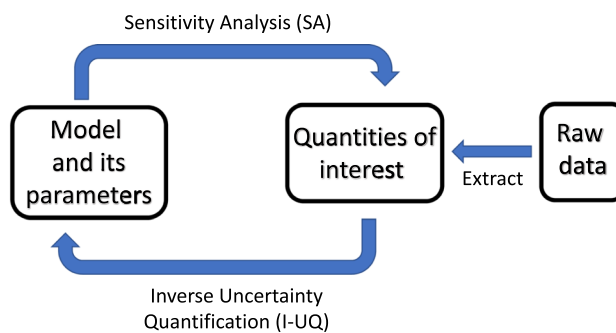 Sensitivity Analysis (SA)
Model
and its
parameters
Quantities of
interest
Raw
data
Extract
Inverse Uncertainty
Quantification (I-UQ)